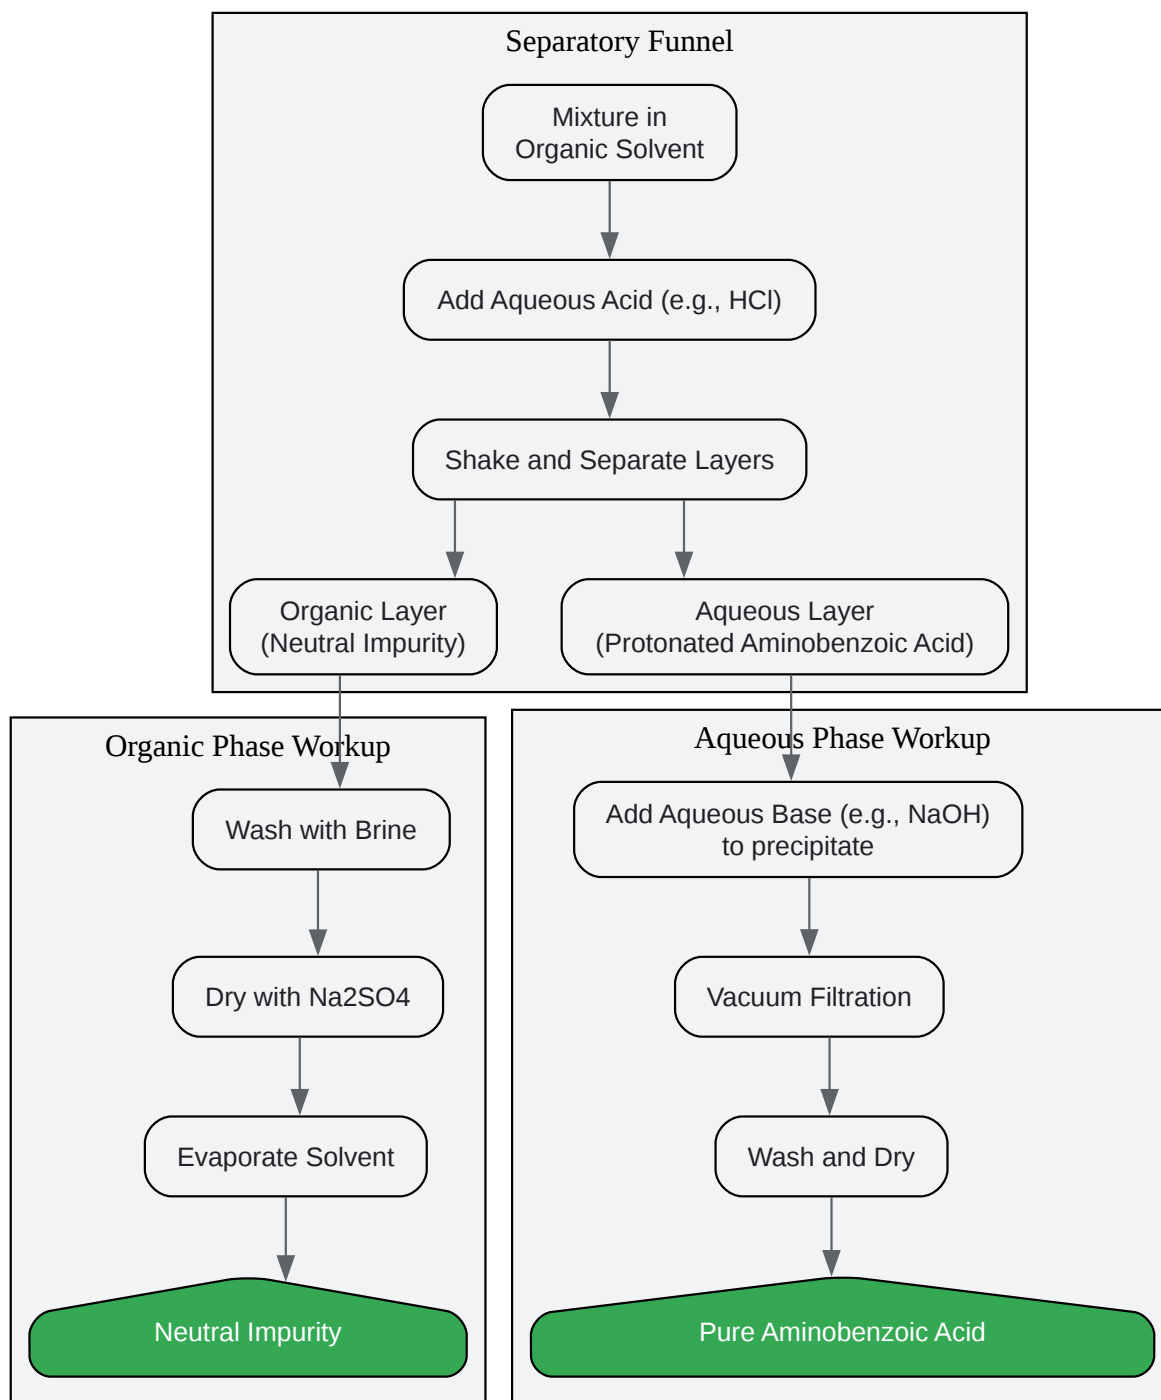 Separatory Funnel
Mixture in
Organic Solvent
Add Aqueous Acid (e.g., HCl)
Shake and Separate Layers
Organic Layer
(Neutral Impurity)
Aqueous Layer
(Protonated Aminobenzoic Acid)
Organic Phase Workup
Wash with Brine
Dry with Na2SO4
Evaporate Solvent
Neutral Impurity
Aqueous Phase Workup
Add Aqueous Base (e.g., NaOH)
to precipitate
Vacuum Filtration
Wash and Dry
Pure Aminobenzoic Acid